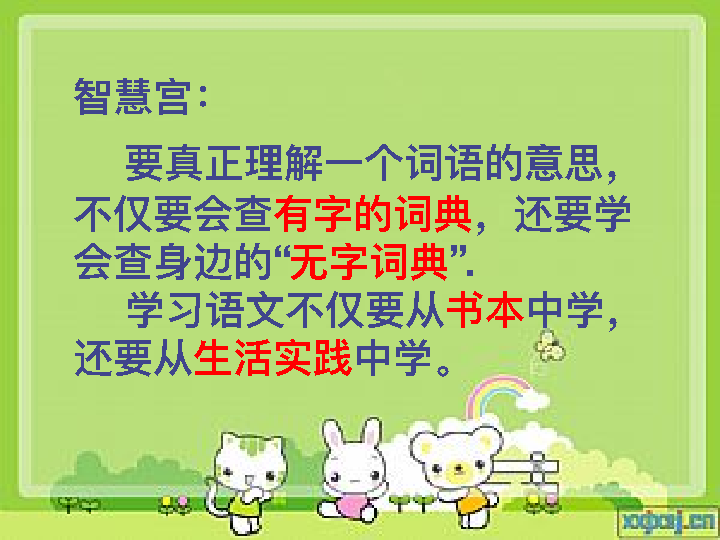 智慧宫：
要真正理解一个词语的意思，
不仅要会查有字的词典，还要学
会查身边的“无字词典”.
学习语文不仅要从书本中学，
还要从生活实践中学。